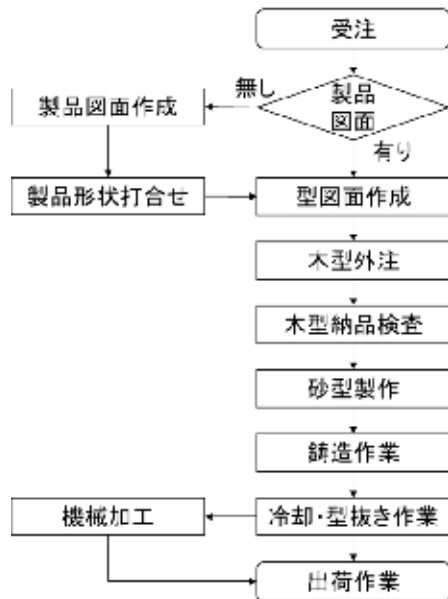 受注
製品
図面
無し
有り
製品図面作成
製品形状打合せ
型図面作成
木型外注
木型納品検査
砂型製作
鋳造作業
冷却・型抜き作業
機械加工
出荷作業